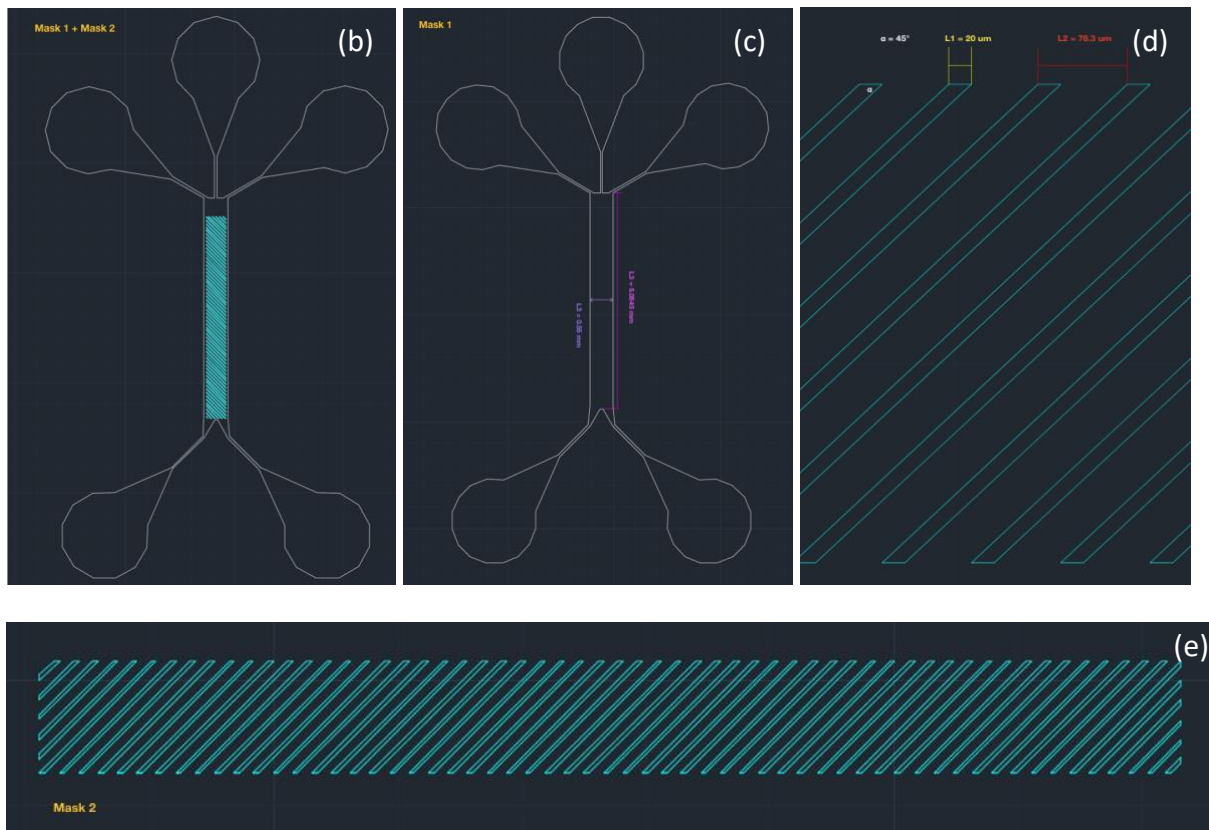 Mask 1 + Mask 2
(b)
Mask 1
(c)
L3 = 0.55 mm
L3 = 5.0845 mm
α = 45°
L1 = 20 um
L2 = 78.3 um
(d)
α
(e)
Mask 2